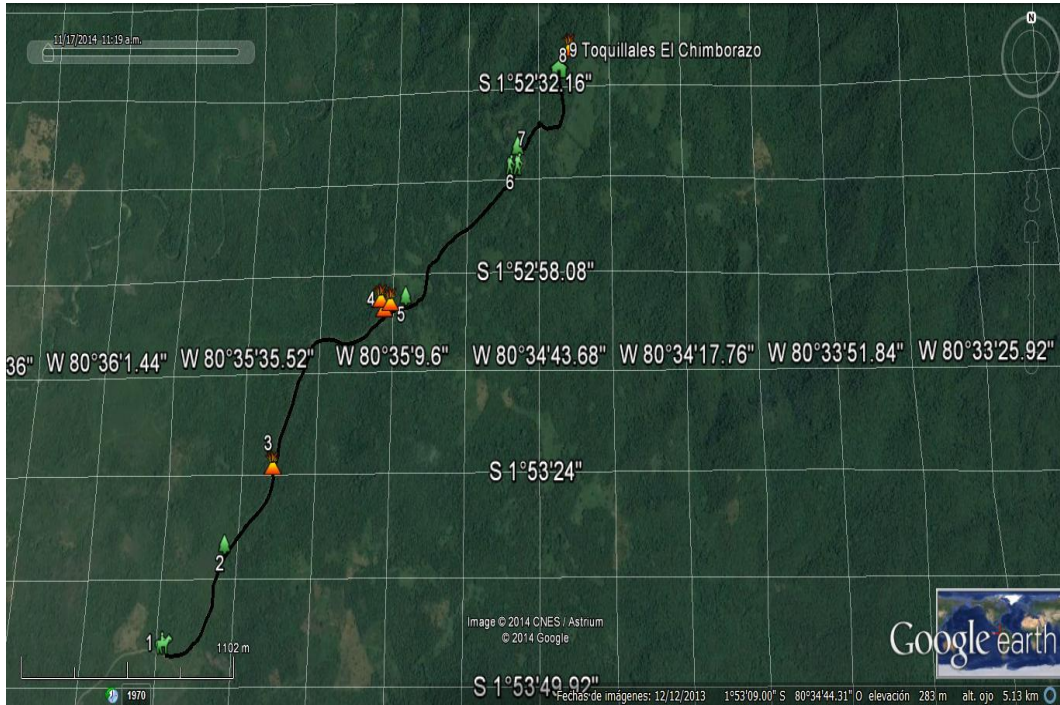 11/17/2014 11:19 a.m.
N
8 9 Toquillales El Chimborazo
S 1°52'32.16"
7
6
S 1°52'58.08"
4
5
36" W 80°36'1.44" W 80°35'35.52" W 80°35'9.6" W 80°34'43.68" W 80°34'17.76" W 80°33'51.84" W 80°33'25.92"
3
S 1°53'24"
2
Image © 2014 CNES / Astrium
© 2014 Google
1
1102 m
Google earth
S 1°53'49.92"
1970
Fechas de imágenes: 12/12/2013 1°53'09.00" S 80°34'44.31" O elevación 283 m alt. ojo 5.13 km